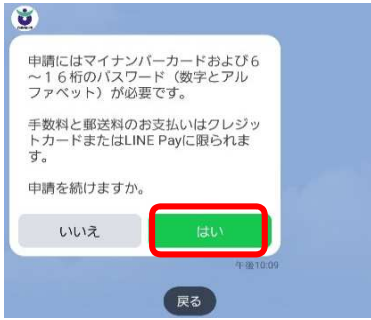 申請にはマイナンバーカードおよび6
～16桁のパスワード（数字とアル
ファベット）が必要です。
手数料と郵送料のお支払いはクレジッ
トカードまたはLINE Payに限られま
す。
申請を続けますか。
いいえ
はい
午後10:09
戻る